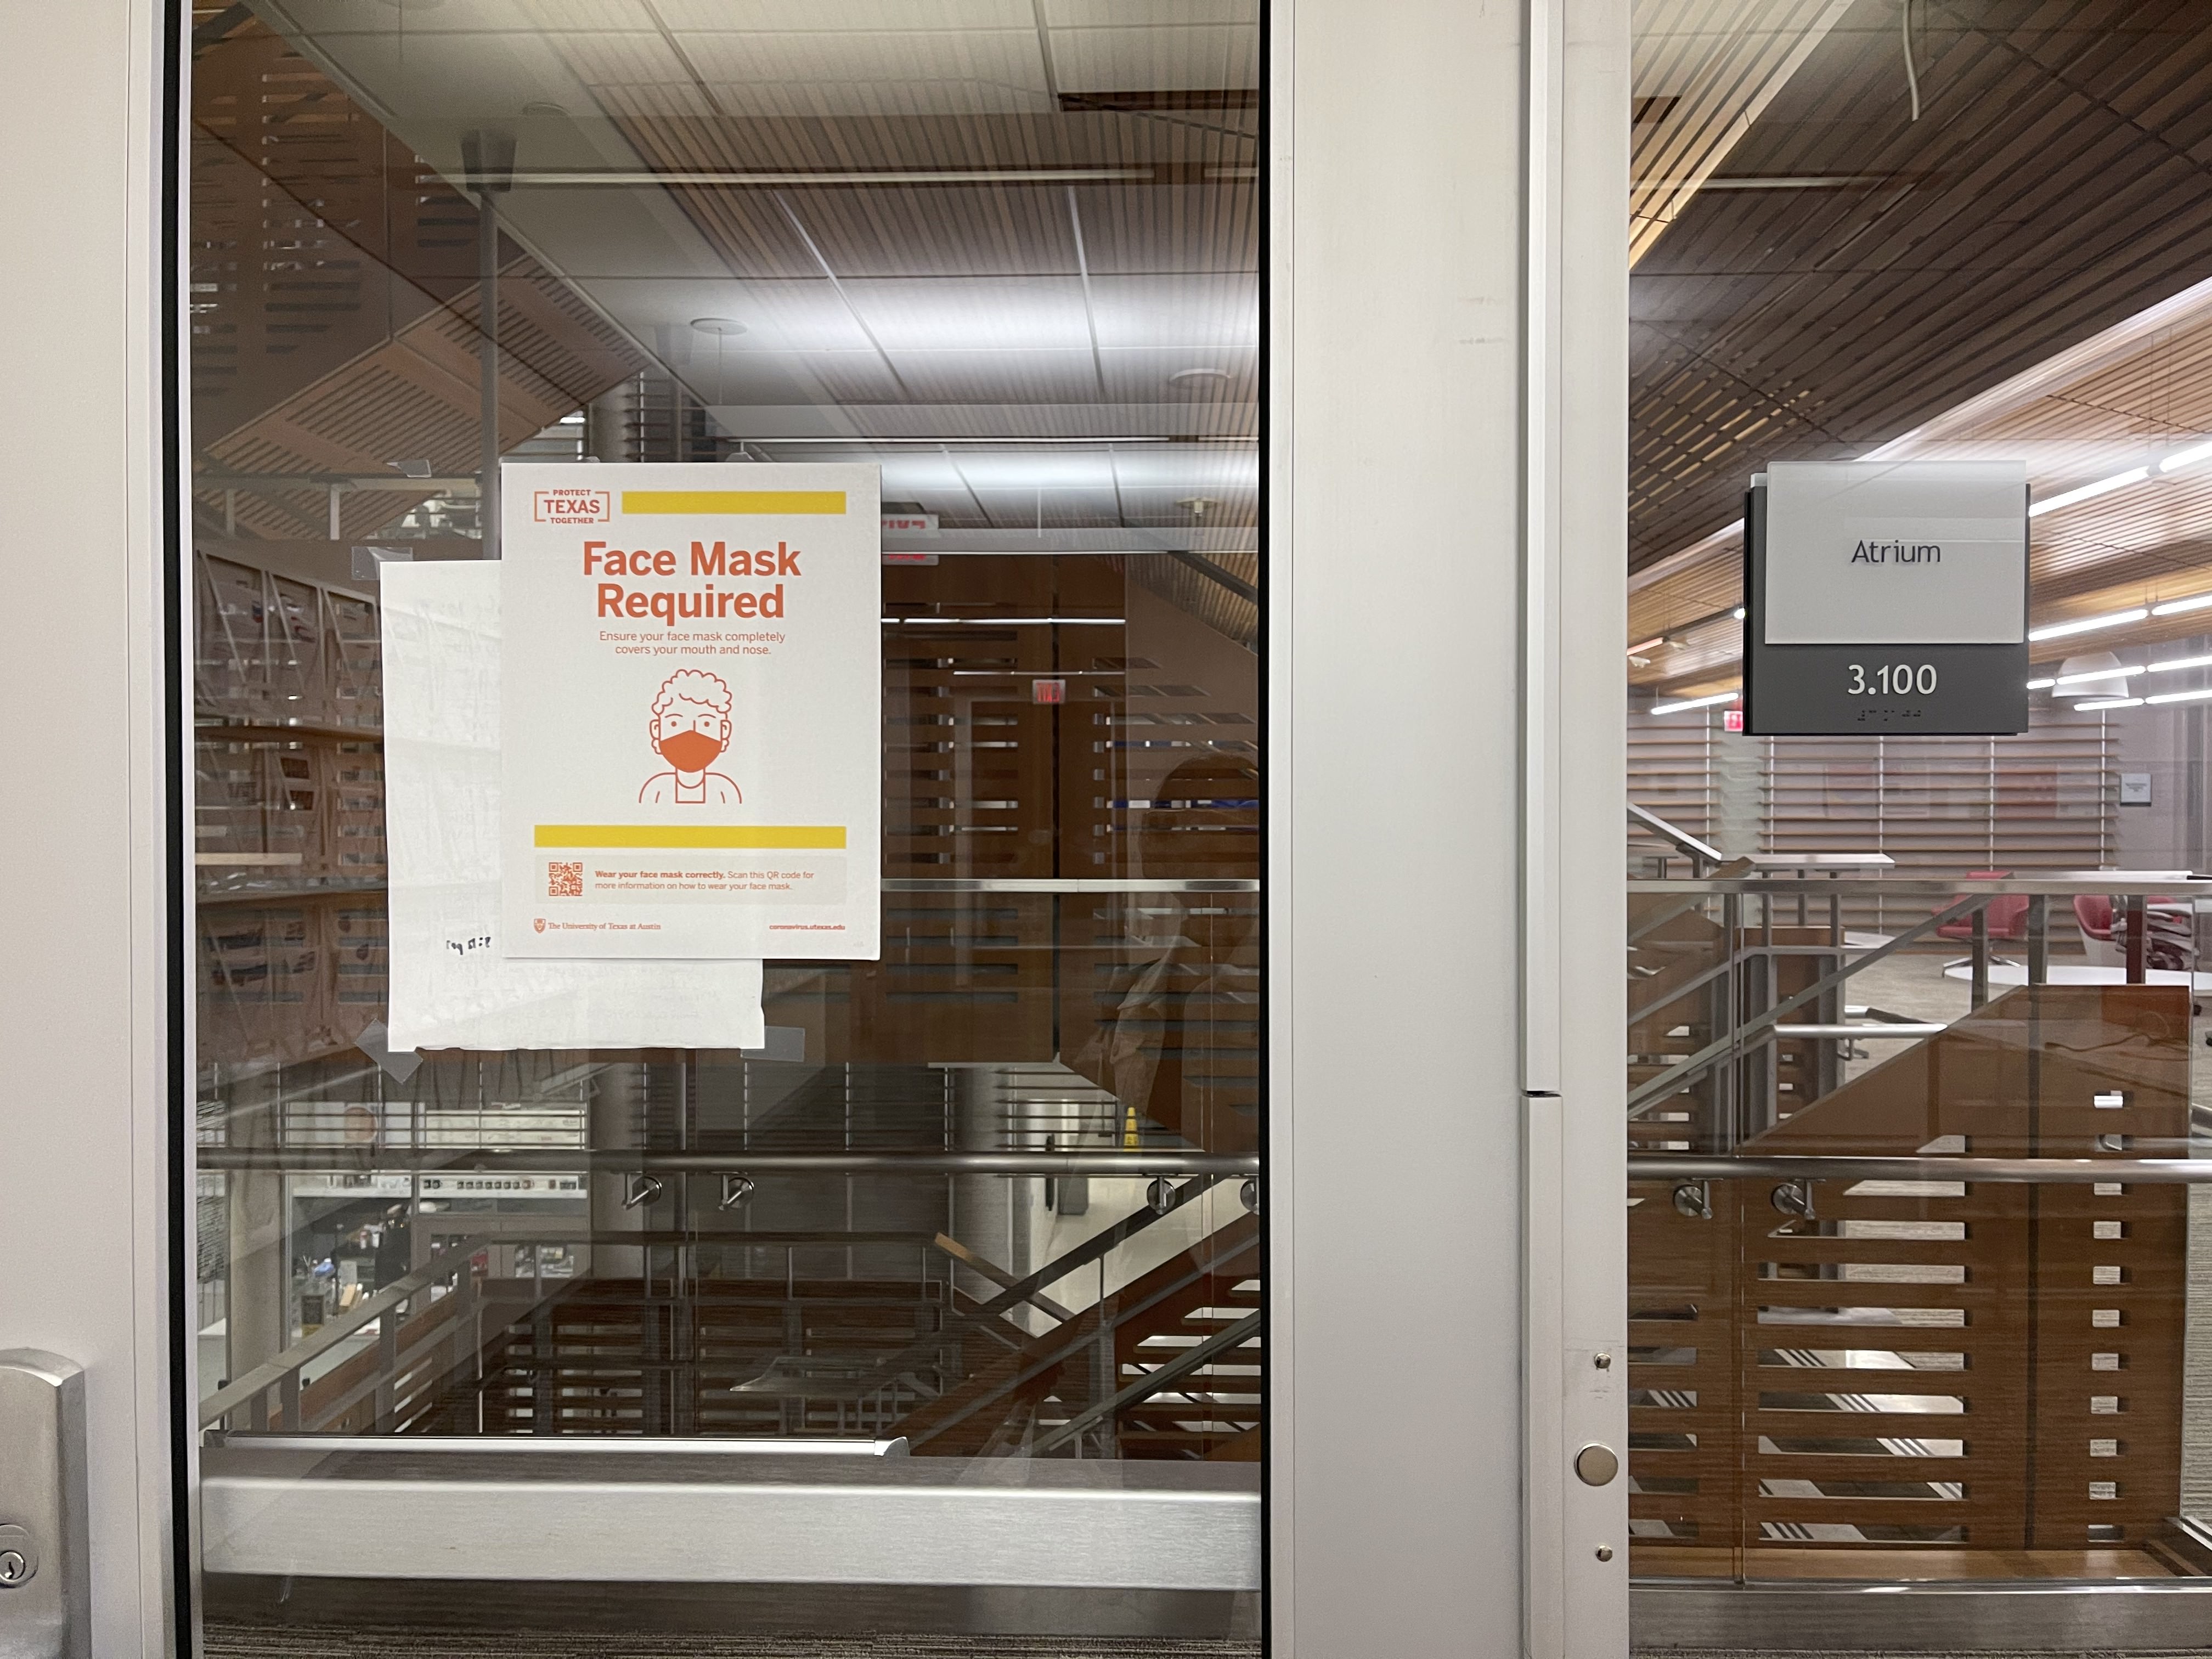 PROTECT
TEXAS
TOGETHER
Face Mask
Required
Ensure your face mask completely
covers your mouth and nose.
Wear your face mask correctly. Scan this QR code for
more information on how to wear your face mask.
The University of Texas at Austin
coronavirus.utexas.edu
Atrium
3.100